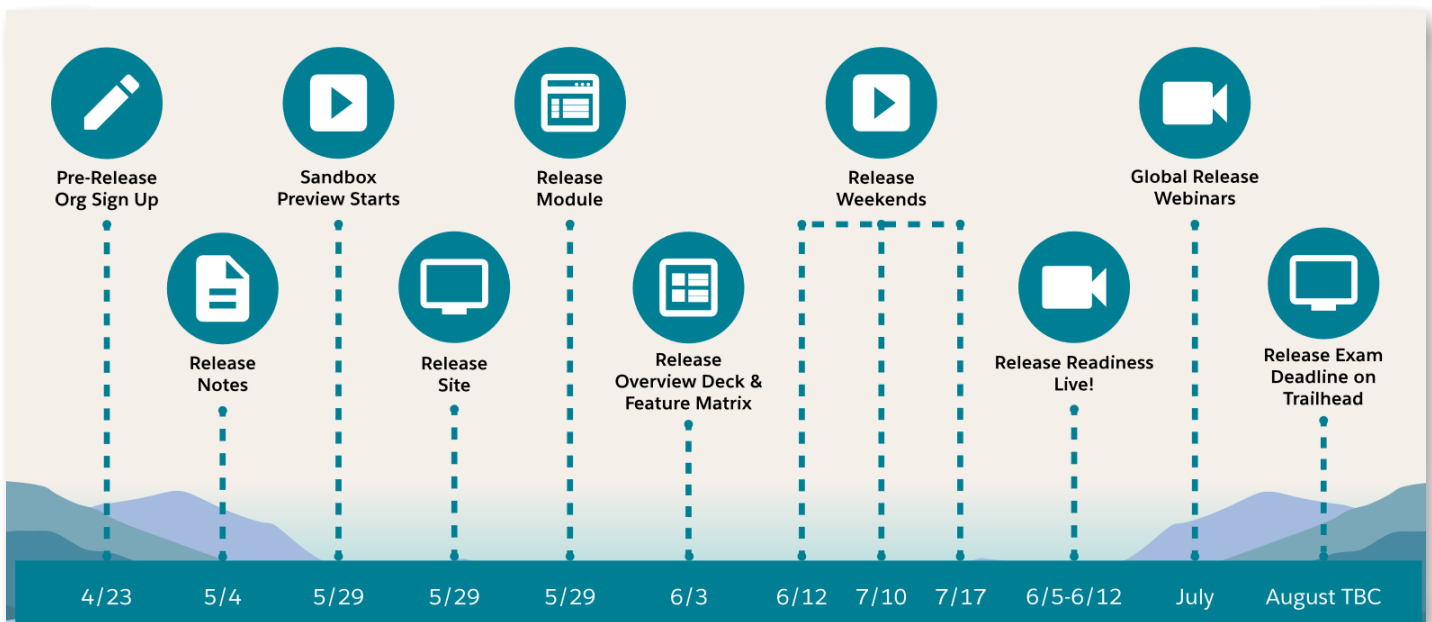 Pre-Release
Org Sign Up
Sandbox
Preview Starts
Release
Module
Release
Weekends
Global Release
Webinars
Release
Notes
Release
Site
Release
Overview Deck &
Feature Matrix
Release Readiness
Live!
Release Exam
Deadline on
Trailhead
4/23
5/4
5/29
5/29
5/29
6/3
6/12
7/10
7/17
6/5-6/12
July
August TBC